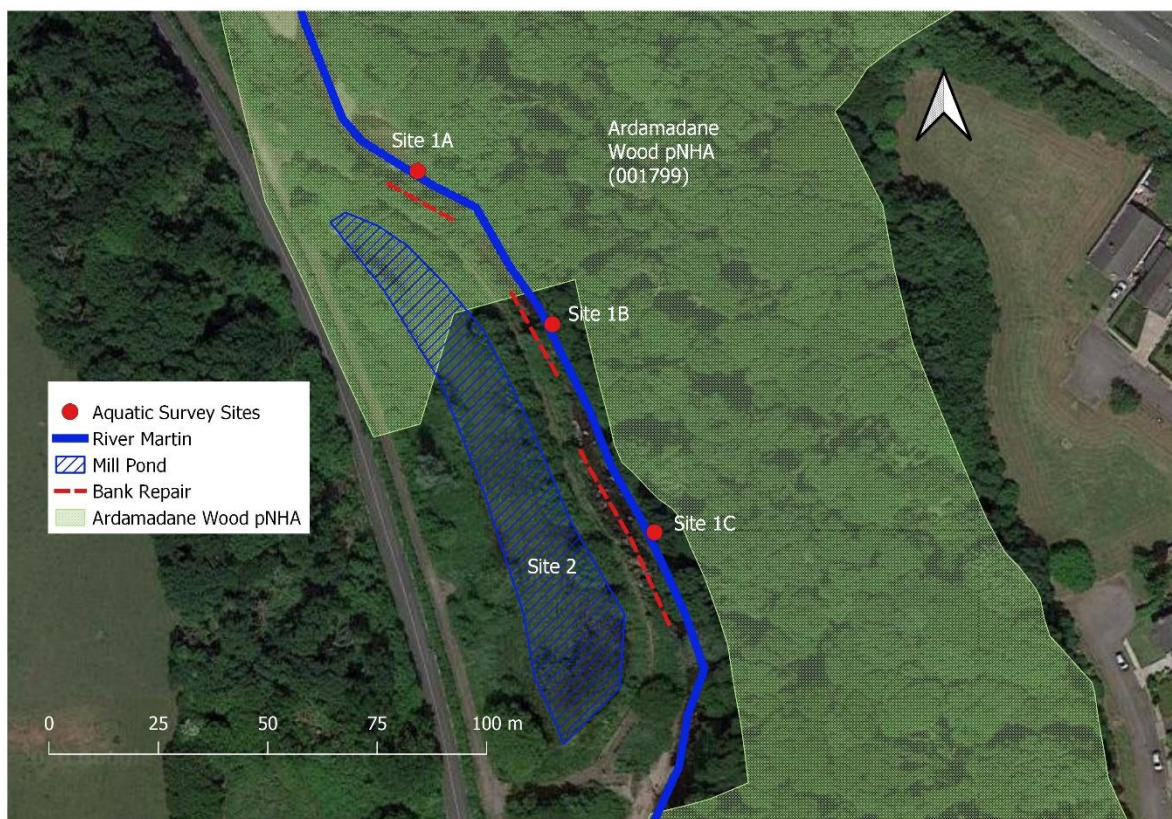 Site 1A
Ardamadane
Wood pNHA
(001799)
Site 1B
Site 1C
Site 2
Aquatic Survey Sites
River Martin
Mill Pond
Bank Repair
Ardamadane Wood pNHA
0 25 50 75 100 m